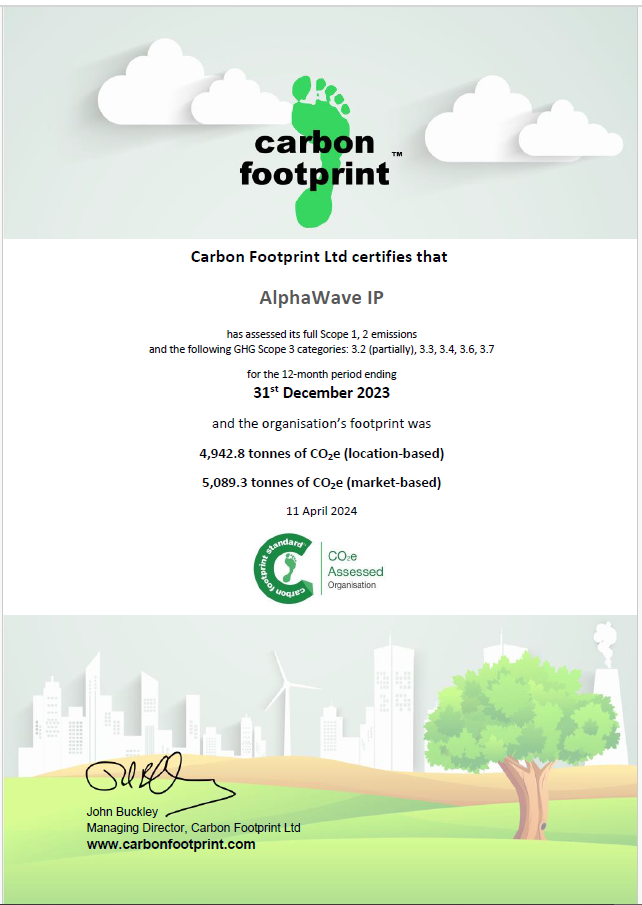 carbon
footprint ™
Carbon Footprint Ltd certifies that
AlphaWave IP
has assessed its full Scope 1, 2 emissions
and the following GHG Scope 3 categories: 3.2 (partially), 3.3, 3.4, 3.6, 3.7
for the 12-month period ending
31st December 2023
and the organisation's footprint was
4,942.8 tonnes of CO₂e (location-based)
5,089.3 tonnes of CO₂e (market-based)
11 April 2024
carbon footprint standard™
CO₂e
Assessed
Organisation
John Buckley
Managing Director, Carbon Footprint Ltd
www.carbonfootprint.com